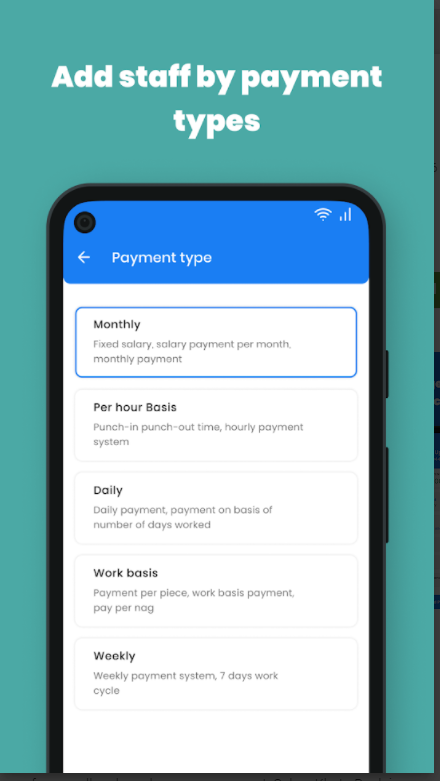 Add staff by payment
types
Payment type
Monthly
Fixed salary, salary payment per month,
monthly payment
Per hour Basis
Punch-in punch-out time, hourly payment
system
Daily
Daily payment, payment on basis of
number of days worked
Work basis
Payment per piece, work basis payment,
pay per nag
Weekly
Weekly payment system, 7 days work
cycle